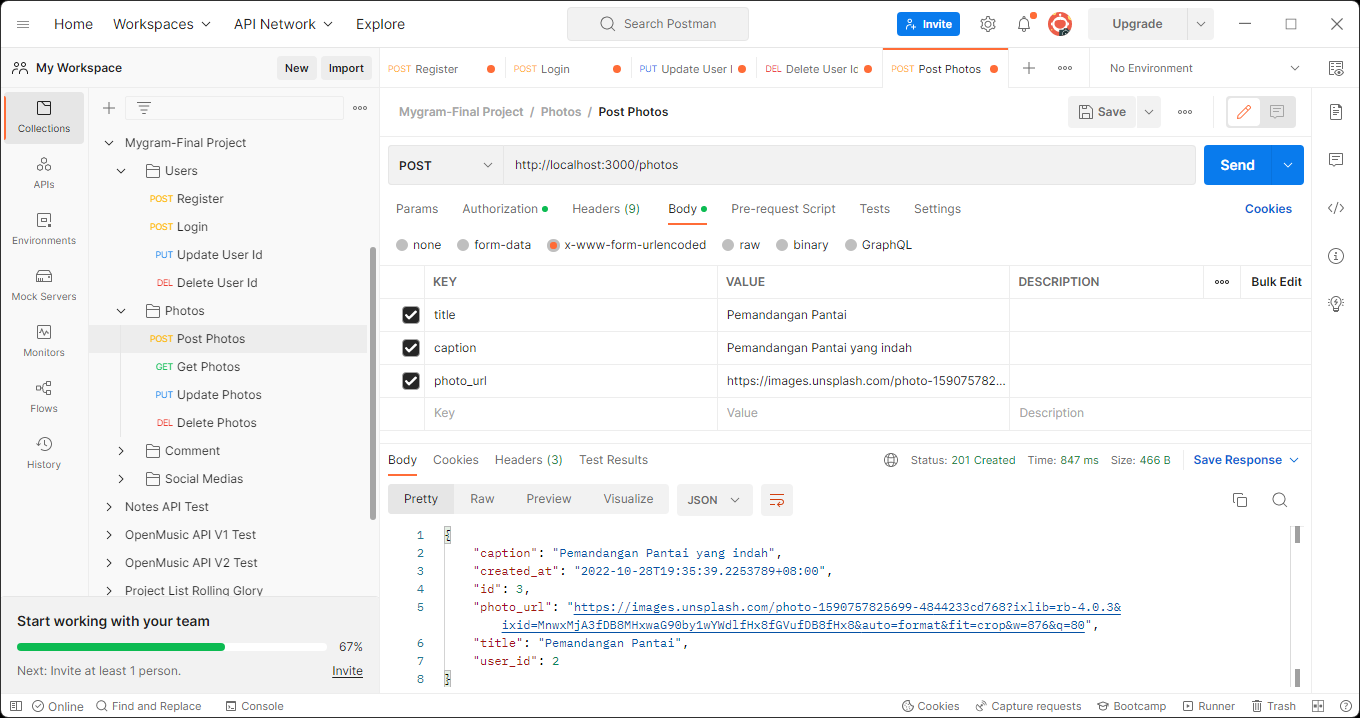 Home Workspaces API Network Explore Search Postman Invite Upgrade
My Workspace New Import
POST Register POST Login PUT Update User I DEL Delete User Ic POST Post Photos No Environment
Collections
APIs
Environments
Mock Servers
Monitors
Flows
History
Mygram-Final Project
Users
POST Register
POST Login
PUT Update User Id
DEL Delete User Id
Photos
POST Post Photos
GET Get Photos
PUT Update Photos
DEL Delete Photos
Comment
Social Medias
Notes API Test
OpenMusic API V1 Test
OpenMusic API V2 Test
Project List Rolling Glory
Start working with your team
67%
Next: Invite at least 1 person. Invite
Mygram-Final Project / Photos / Post Photos Save
POST http://localhost:3000/photos Send
Params Authorization Headers (9) Body Pre-request Script Tests Settings Cookies
none form-data x-www-form-urlencoded raw binary GraphQL
KEY VALUE DESCRIPTION Bulk Edit
title Pemandangan Pantai
caption Pemandangan Pantai yang indah
photo_url https://images.unsplash.com/photo-159075782...
Key Value Description
Body Cookies Headers (3) Test Results Status: 201 Created Time: 847 ms Size: 466 B Save Response
Pretty Raw Preview Visualize JSON
1 {
2 "caption": "Pemandangan Pantai yang indah",
3 "created_at": "2022-10-28T19:35:39.2253789+08:00",
4 "id": 3,
5 "photo_url": "https://images.unsplash.com/photo-1590757825699-4844233cd768?ixlib=rb-4.0.3&
ixid=MnwxMjA3fDB8MHxwaG90by1wYWdlfHx8fGVufDB8fHx8&auto=format&fit=crop&w=876&q=80",
6 "title": "Pemandangan Pantai",
7 "user_id": 2
8 }
Online Find and Replace Console Cookies Capture requests Bootcamp Runner Trash